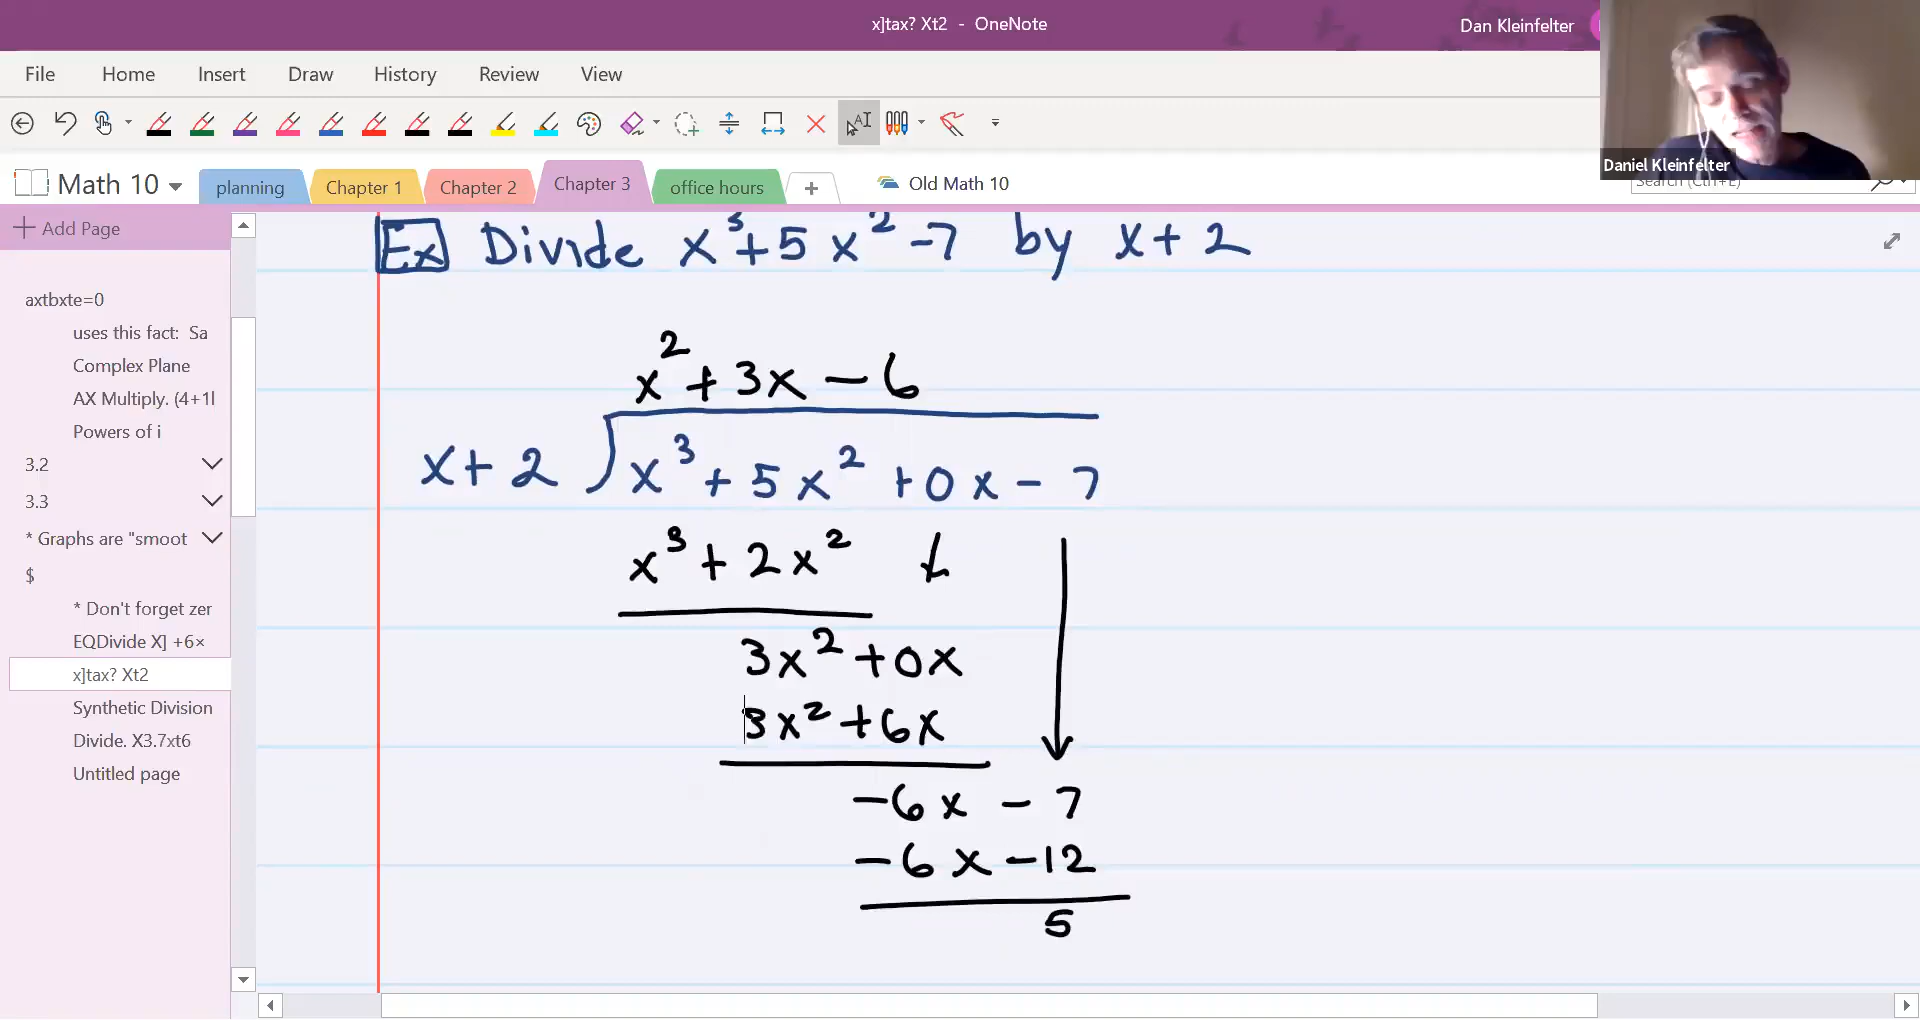 x]tax? Xt2 - OneNote
Dan Kleinfelter
File Home Insert Draw History Review View
Daniel Kleinfelter
Math 10 planning Chapter 1 Chapter 2 Chapter 3 office hours + Old Math 10
Search (Ctrl+E)
Add Page
axtbxte=0
uses this fact: Sa
Complex Plane
AX Multiply. (4+1l
Powers of i
3.2
3.3
* Graphs are "smoot
$
* Don't forget zer
EQDivide X] +6×
x]tax? Xt2
Synthetic Division
Divide. X3.7xt6
Untitled page
Ex Divide x³+5x²-7 by x+2
x²+3x-6
x+2 x³+5x²+0x-7
x³+2x²
3x²+0x
3x²+6x
-6x-7
-6x-12
5